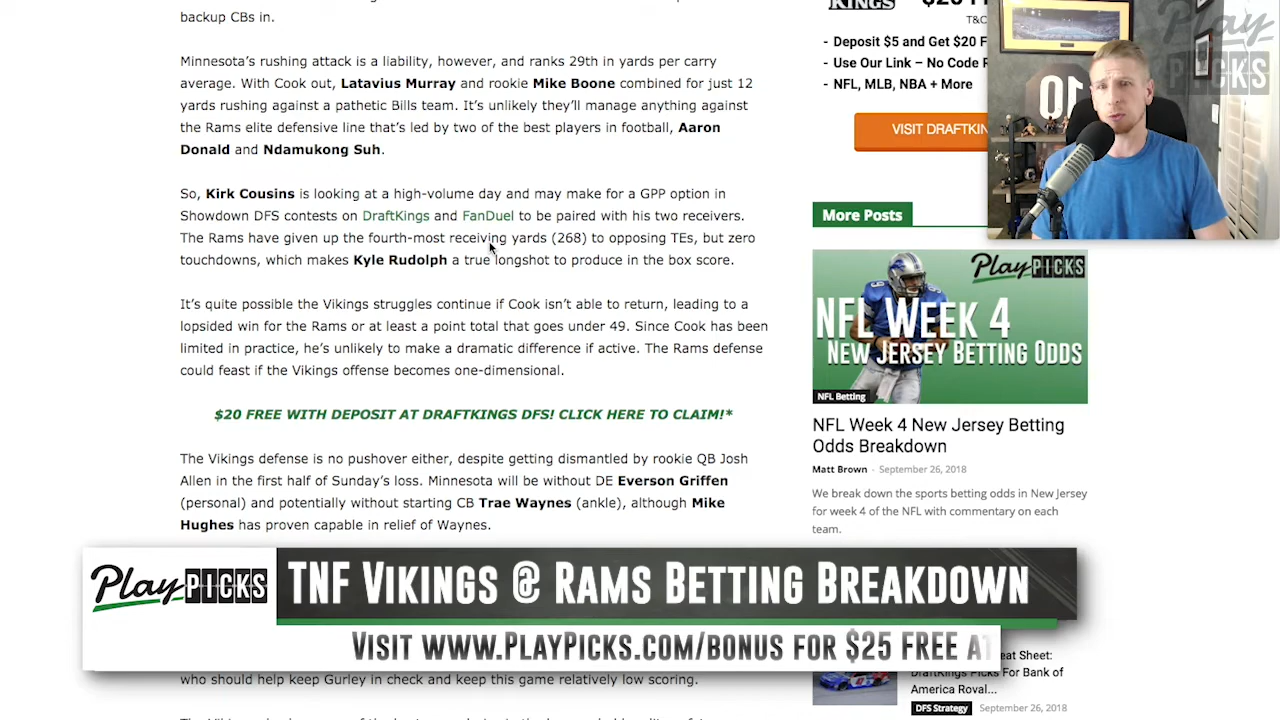 backup CBs in.
Minnesota's rushing attack is a liability, however, and ranks 29th in yards per carry
average. With Cook out, Latavius Murray and rookie Mike Boone combined for just 12
yards rushing against a pathetic Bills team. It's unlikely they'll manage anything against
the Rams elite defensive line that's led by two of the best players in football, Aaron
Donald and Ndamukong Suh.
So, Kirk Cousins is looking at a high-volume day and may make for a GPP option in
Showdown DFS contests on DraftKings and FanDuel to be paired with his two receivers.
The Rams have given up the fourth-most receiving yards (268) to opposing TEs, but zero
touchdowns, which makes Kyle Rudolph a true longshot to produce in the box score.
It's quite possible the Vikings struggles continue if Cook isn't able to return, leading to a
lopsided win for the Rams or at least a point total that goes under 49. Since Cook has been
limited in practice, he's unlikely to make a dramatic difference if active. The Rams defense
could feast if the Vikings offense becomes one-dimensional.
$20 FREE WITH DEPOSIT AT DRAFTKINGS DFS! CLICK HERE TO CLAIM!*
The Vikings defense is no pushover either, despite getting dismantled by rookie QB Josh
Allen in the first half of Sunday's loss. Minnesota will be without DE Everson Griffen
(personal) and potentially without starting CB Trae Waynes (ankle), although Mike
Hughes has proven capable in relief of Waynes.
who should help keep Gurley in check and keep this game relatively low scoring.
KINGS
T&C
- Deposit $5 and Get $20 F
- Use Our Link – No Code R
- NFL, MLB, NBA + More
VISIT DRAFTKIN
Play PICKS
10
More Posts
Play PICKS
NFL WEEK 4
NEW JERSEY BETTING ODDS
NFL Betting
NFL Week 4 New Jersey Betting
Odds Breakdown
Matt Brown - September 26, 2018
We break down the sports betting odds in New Jersey
for week 4 of the NFL with commentary on each
team.
eat Sheet:
DraftKings Picks For Bank of
America Roval...
DFS Strategy September 26, 2018
Play PICKS
TNF VIKINGS @ RAMS BETTING BREAKDOWN
VISIT WWW.PLAYPICKS.COM/BONUS FOR $25 FREE AT